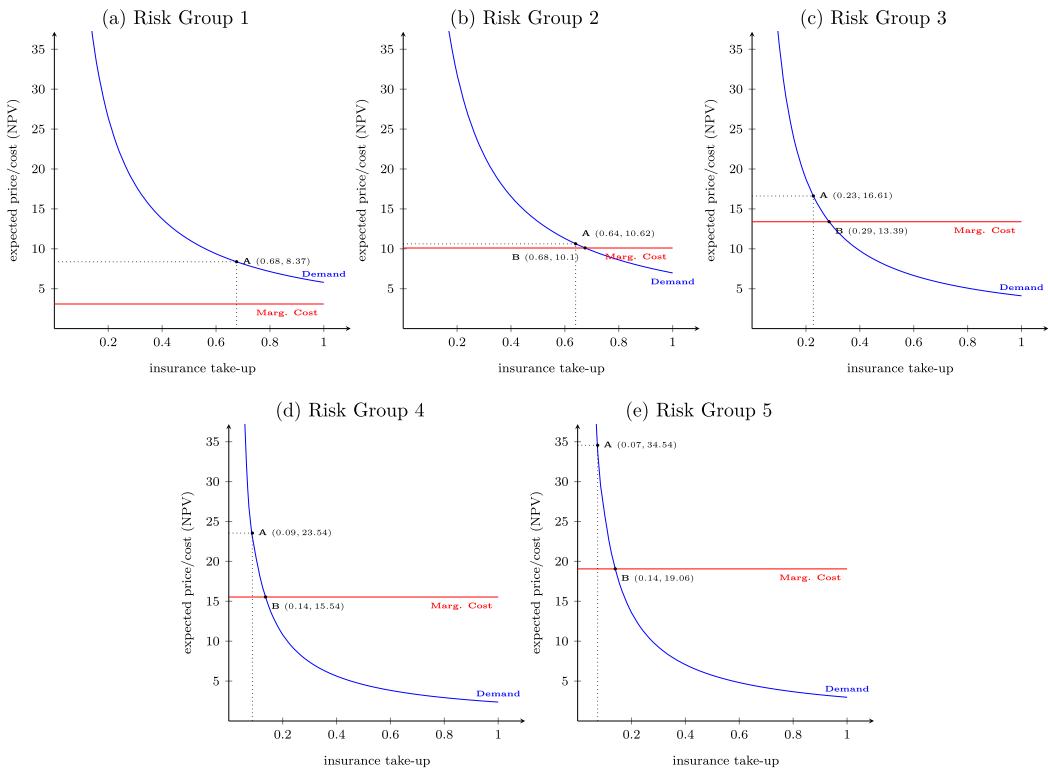 (a) Risk Group 1
expected price/cost (NPV)
35
30
25
20
15
10
5
A (0.68, 8.37)
Demand
Marg. Cost
0.2 0.4 0.6 0.8 1
insurance take-up
(b) Risk Group 2
expected price/cost (NPV)
35
30
25
20
15
10
5
A (0.64, 10.62)
B (0.68, 10.1)
Marg. Cost
Demand
0.2 0.4 0.6 0.8 1
insurance take-up
(c) Risk Group 3
expected price/cost (NPV)
35
30
25
20
15
10
5
A (0.23, 16.61)
B (0.29, 13.39)
Marg. Cost
Demand
0.2 0.4 0.6 0.8 1
insurance take-up
(d) Risk Group 4
expected price/cost (NPV)
35
30
25
20
15
10
5
A (0.09, 23.54)
B (0.14, 15.54)
Marg. Cost
Demand
0.2 0.4 0.6 0.8 1
insurance take-up
(e) Risk Group 5
expected price/cost (NPV)
35
30
25
20
15
10
5
A (0.07, 34.54)
B (0.14, 19.06)
Marg. Cost
Demand
0.2 0.4 0.6 0.8 1
insurance take-up